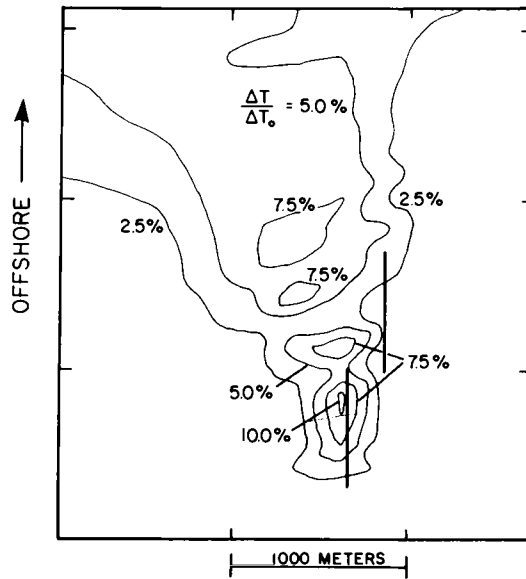 ΔT
ΔT₀ = 5.0 %
7.5%
2.5%
2.5%
7.5%
7.5%
5.0%
10.0%
OFFSHORE
1000 METERS